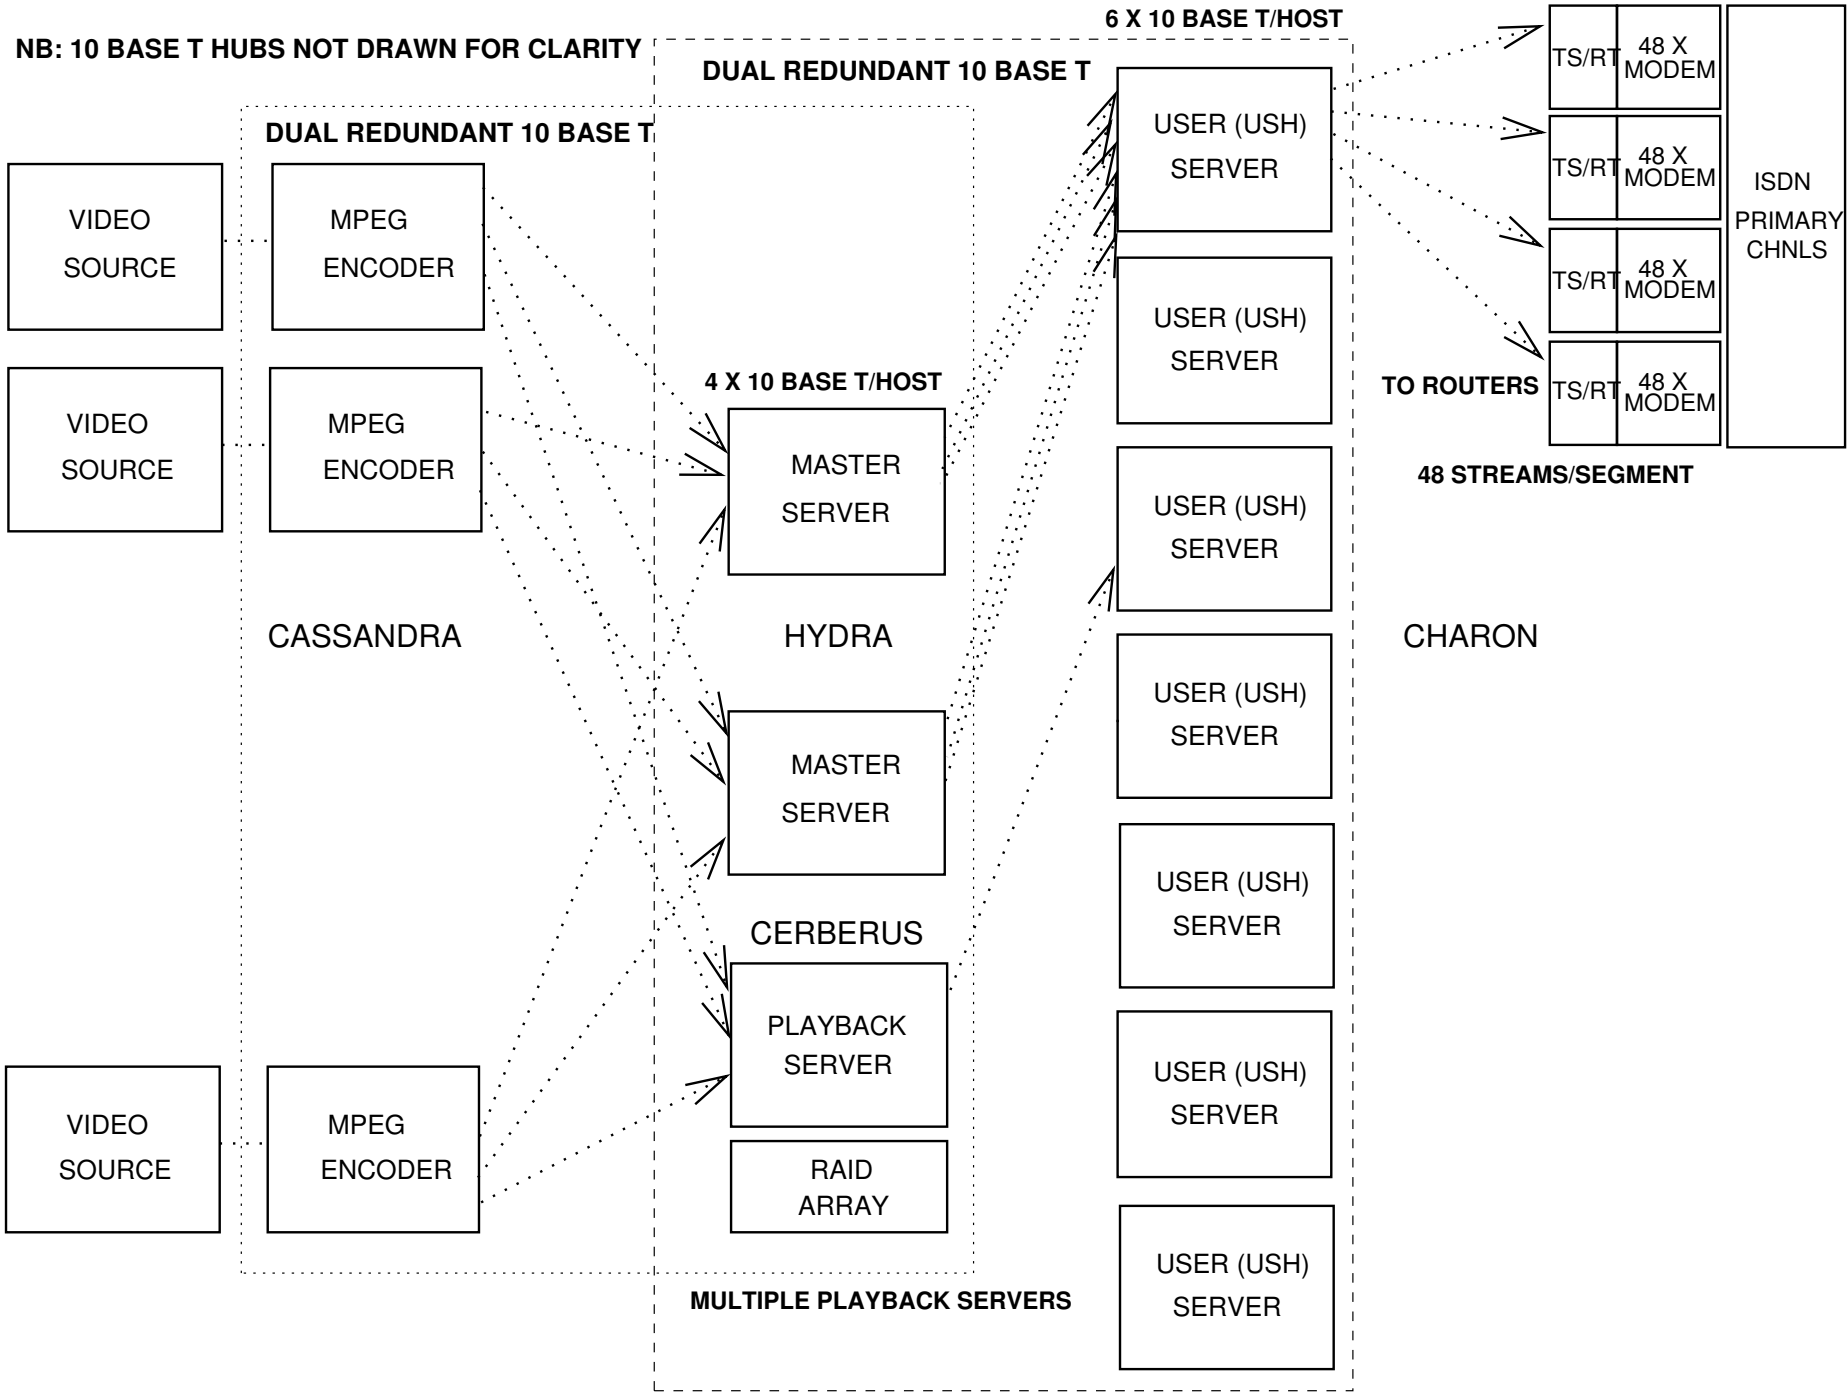 6 X 10 BASE T/HOST
NB: 10 BASE T HUBS NOT DRAWN FOR CLARITY
DUAL REDUNDANT 10 BASE T
DUAL REDUNDANT 10 BASE T
VIDEO
SOURCE
MPEG
ENCODER
VIDEO
SOURCE
MPEG
ENCODER
CASSANDRA
VIDEO
SOURCE
MPEG
ENCODER
4 X 10 BASE T/HOST
MASTER
SERVER
HYDRA
MASTER
SERVER
CERBERUS
PLAYBACK
SERVER
RAID
ARRAY
MULTIPLE PLAYBACK SERVERS
USER (USH)
SERVER
USER (USH)
SERVER
USER (USH)
SERVER
USER (USH)
SERVER
USER (USH)
SERVER
USER (USH)
SERVER
USER (USH)
SERVER
TS/RT
48 X
MODEM
TS/RT
48 X
MODEM
TS/RT
48 X
MODEM
TS/RT
48 X
MODEM
ISDN
PRIMARY
CHNLS
TO ROUTERS
48 STREAMS/SEGMENT
CHARON